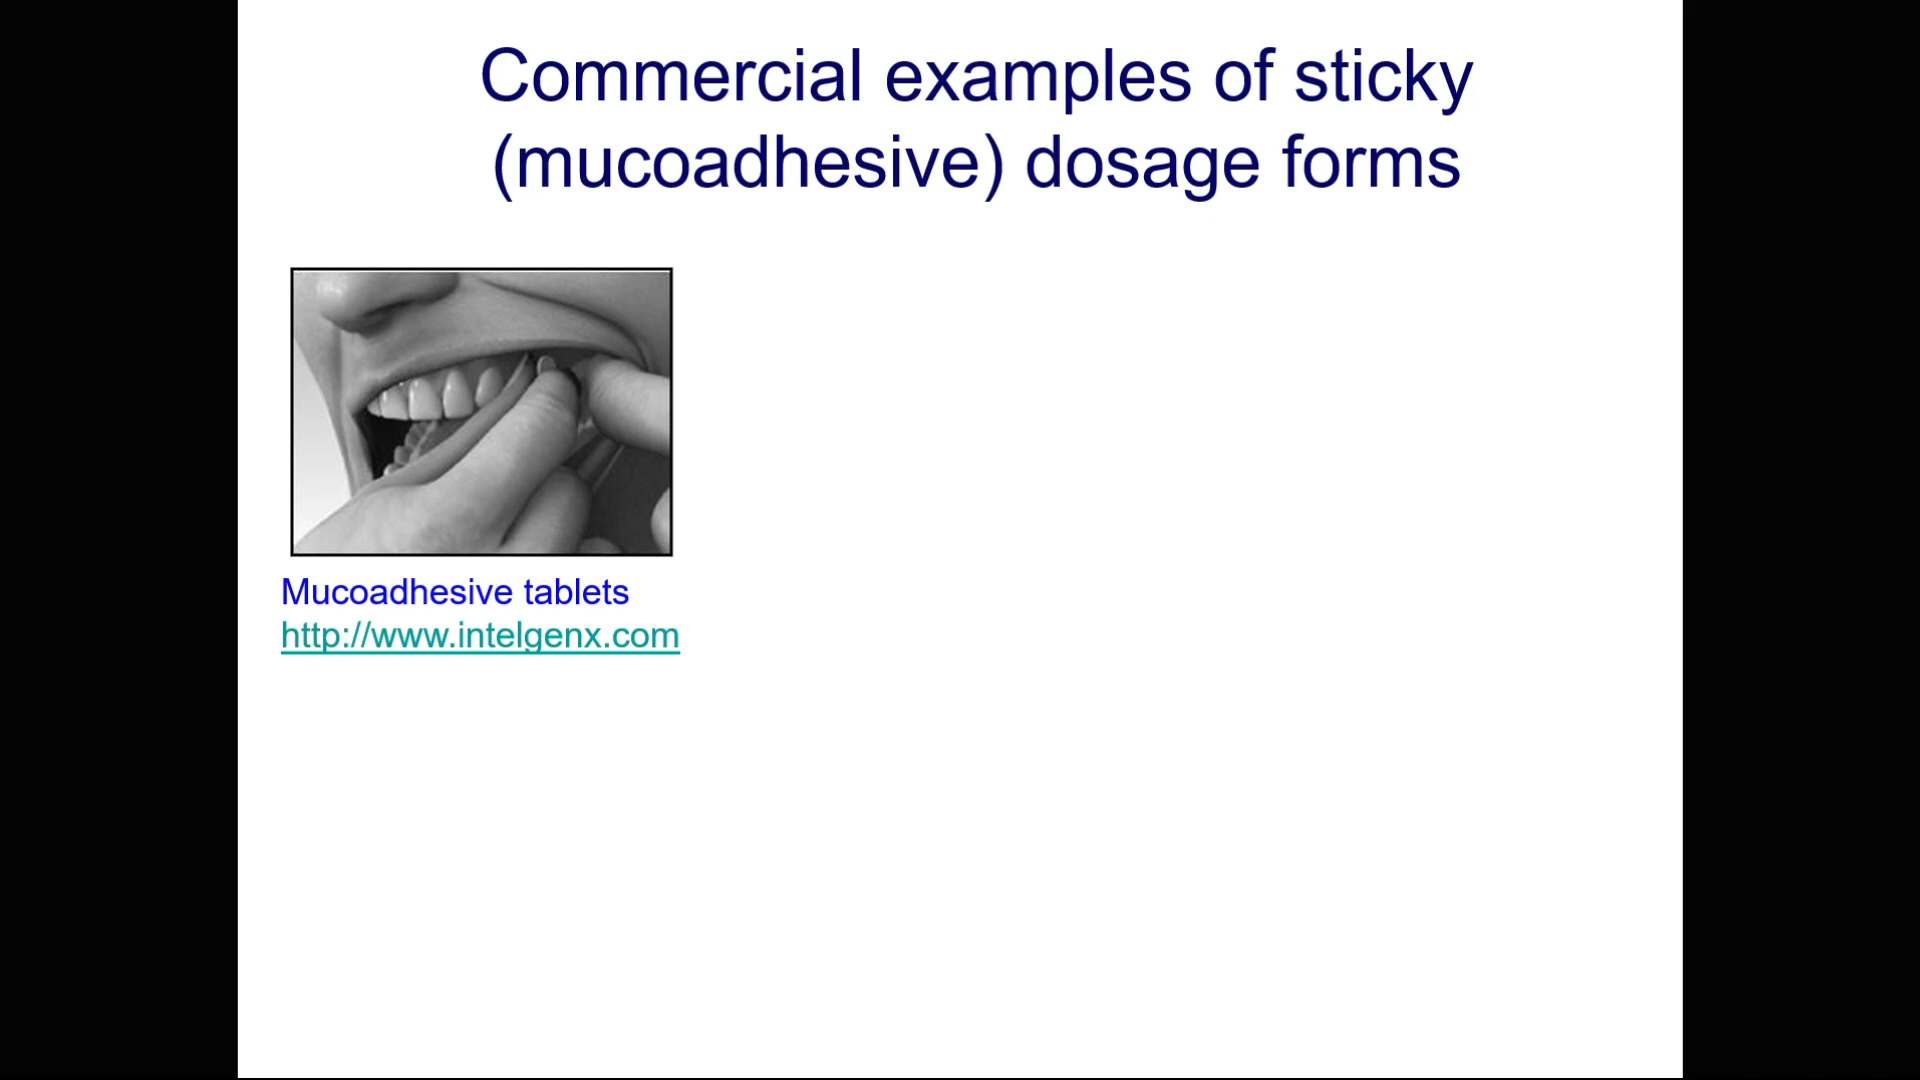 Commercial examples of sticky
(mucoadhesive) dosage forms
Mucoadhesive tablets
http://www.intelgenx.com